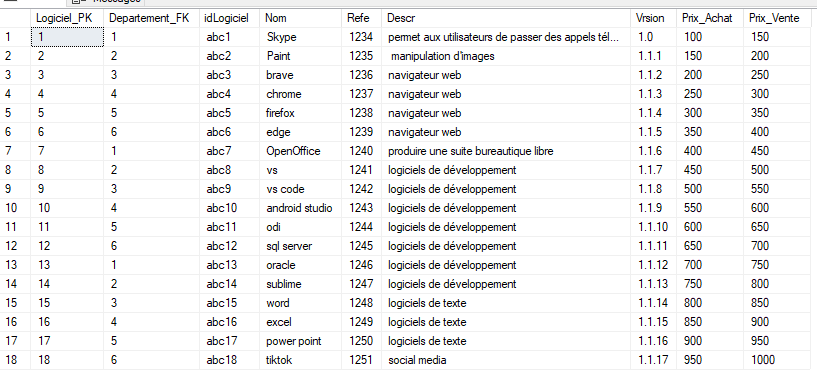 Messages
Logiciel_PK Departement_FK idLogiciel Nom Refe Descr Vrsion Prix_Achat Prix_Vente
1 1 1 abc1 Skype 1234 permet aux utilisateurs de passer des appels tél... 1.0 100 150
2 2 2 abc2 Paint 1235 manipulation d'images 1.1.1 150 200
3 3 3 abc3 brave 1236 navigateur web 1.1.2 200 250
4 4 4 abc4 chrome 1237 navigateur web 1.1.3 250 300
5 5 5 abc5 firefox 1238 navigateur web 1.1.4 300 350
6 6 6 abc6 edge 1239 navigateur web 1.1.5 350 400
7 7 1 abc7 OpenOffice 1240 produire une suite bureautique libre 1.1.6 400 450
8 8 2 abc8 vs 1241 logiciels de développement 1.1.7 450 500
9 9 3 abc9 vs code 1242 logiciels de développement 1.1.8 500 550
10 10 4 abc10 android studio 1243 logiciels de développement 1.1.9 550 600
11 11 5 abc11 odi 1244 logiciels de développement 1.1.10 600 650
12 12 6 abc12 sql server 1245 logiciels de développement 1.1.11 650 700
13 13 1 abc13 oracle 1246 logiciels de développement 1.1.12 700 750
14 14 2 abc14 sublime 1247 logiciels de développement 1.1.13 750 800
15 15 3 abc15 word 1248 logiciels de texte 1.1.14 800 850
16 16 4 abc16 excel 1249 logiciels de texte 1.1.15 850 900
17 17 5 abc17 power point 1250 logiciels de texte 1.1.16 900 950
18 18 6 abc18 tiktok 1251 social media 1.1.17 950 1000